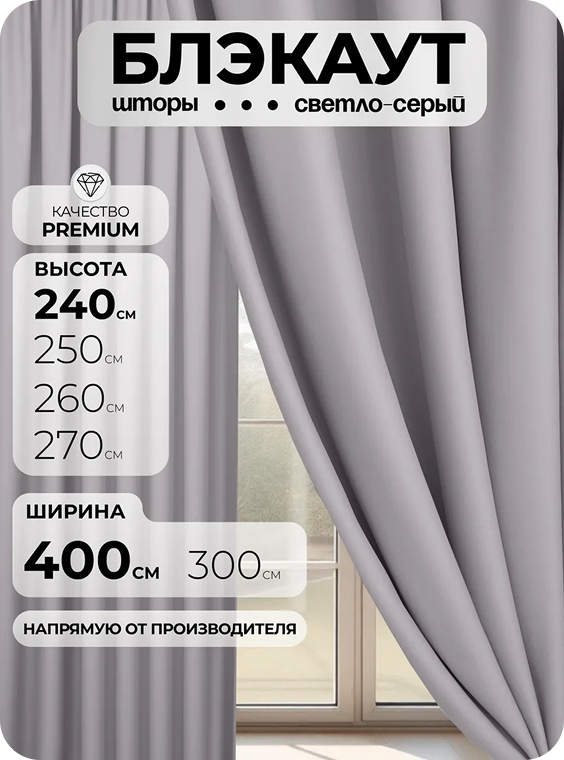 БЛЭКАУТ
шторы • • • светло-серый
КАЧЕСТВО
PREMIUM
ВЫСОТА
240 СМ
250 СМ
260 СМ
270 СМ
ШИРИНА
400 СМ 300 СМ
НАПРЯМУЮ ОТ ПРОИЗВОДИТЕЛЯ